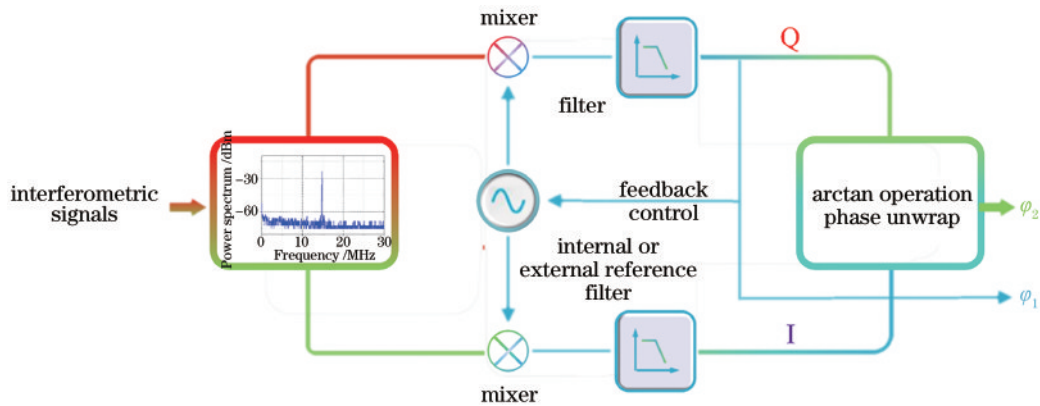 mixer
Q
filter
interferometric
signals
Power spectrum /dBm
−30
−60
0
10
20
30
Frequency /MHz
feedback
control
internal or
external reference
filter
arctan operation
phase unwrap
φ2
φ1
I
mixer